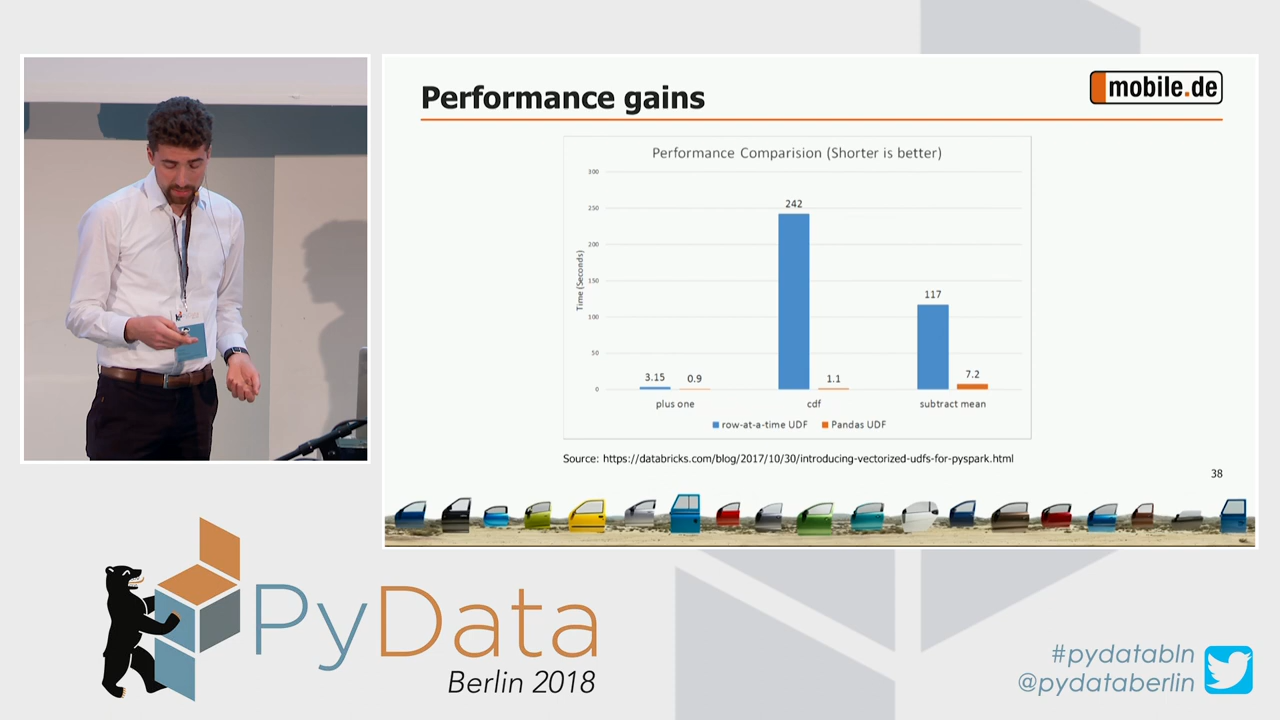 Performance gains
mobile.de
Performance Comparision (Shorter is better)
300
250
200
150
100
50
0
Time (Seconds)
3.15
0.9
242
1.1
117
7.2
plus one
cdf
subtract mean
row-at-a-time UDF
Pandas UDF
Source: https://databricks.com/blog/2017/10/30/introducing-vectorized-udfs-for-pyspark.html
38
PyData
Berlin 2018
#pydatabln
@pydataberlin